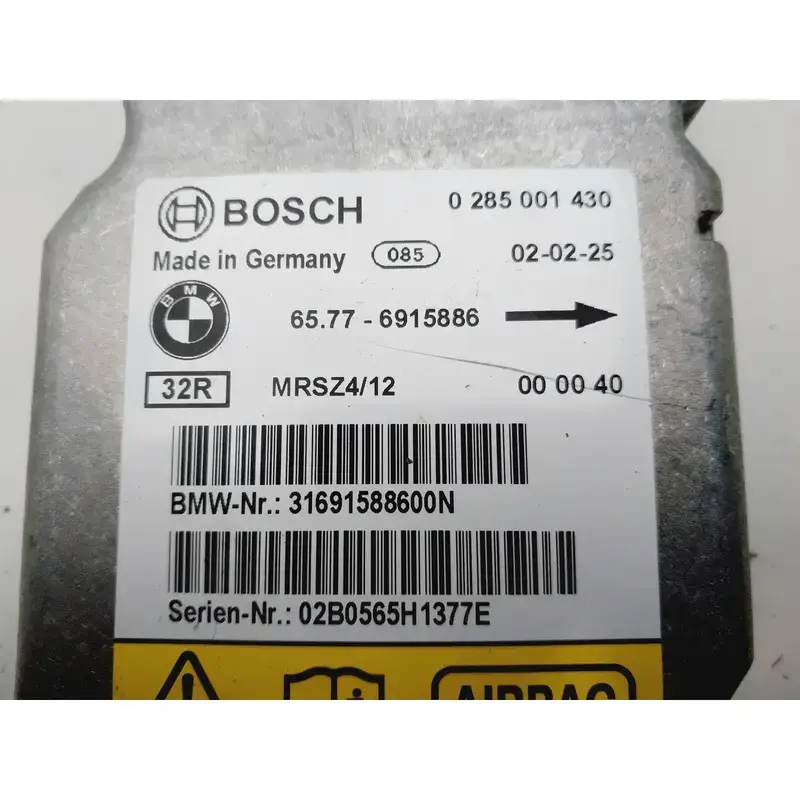 BOSCH 0 285 001 430
Made in Germany 085 02-02-25
BMW
65.77 - 6915886
32R MRSZ4/12 00 00 40
BMW-Nr.: 31691588600N
Serien-Nr.: 02B0565H1377E
AIRBAG